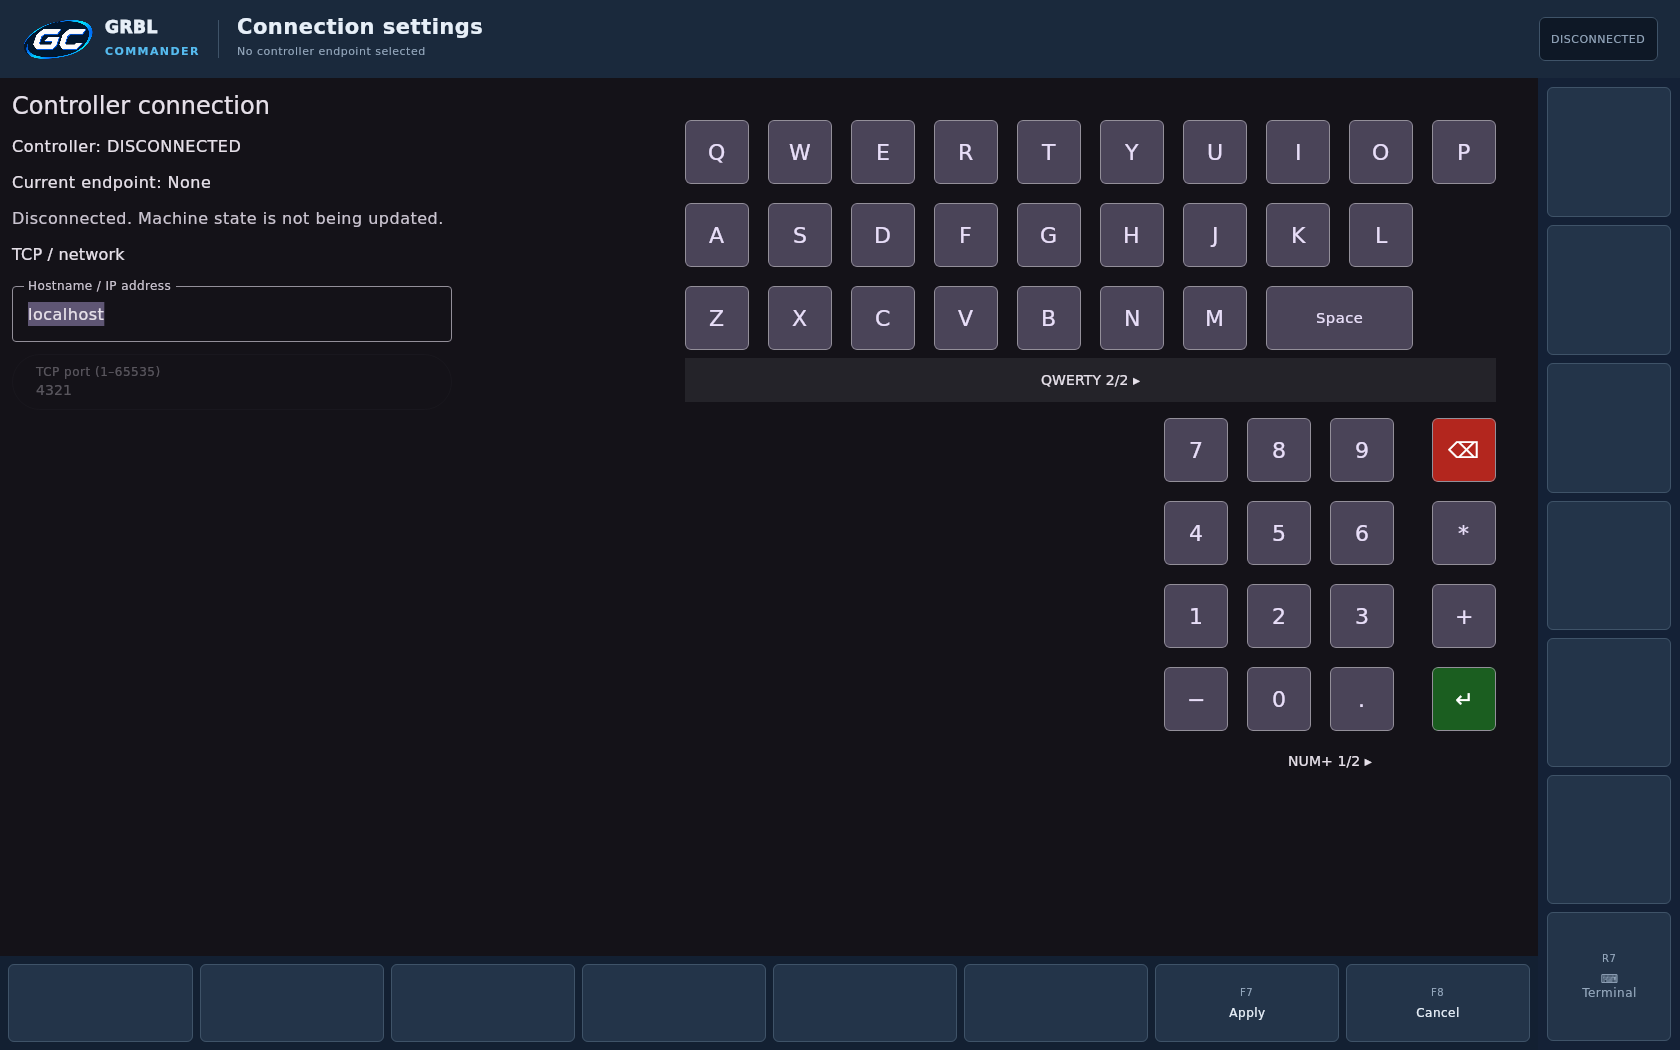 GC
GRBL
COMMANDER
Connection settings
No controller endpoint selected
DISCONNECTED
Controller connection
Controller: DISCONNECTED
Current endpoint: None
Disconnected. Machine state is not being updated.
TCP / network
Hostname / IP address
localhost
TCP port (1–65535)
4321
Q W E R T Y U I O P
A S D F G H J K L
Z X C V B N M Space
QWERTY 2/2 ▸
7 8 9 ⌫
4 5 6 *
1 2 3 +
− 0 . ↵
NUM+ 1/2 ▸
F7
Apply
F8
Cancel
R7
⌨
Terminal